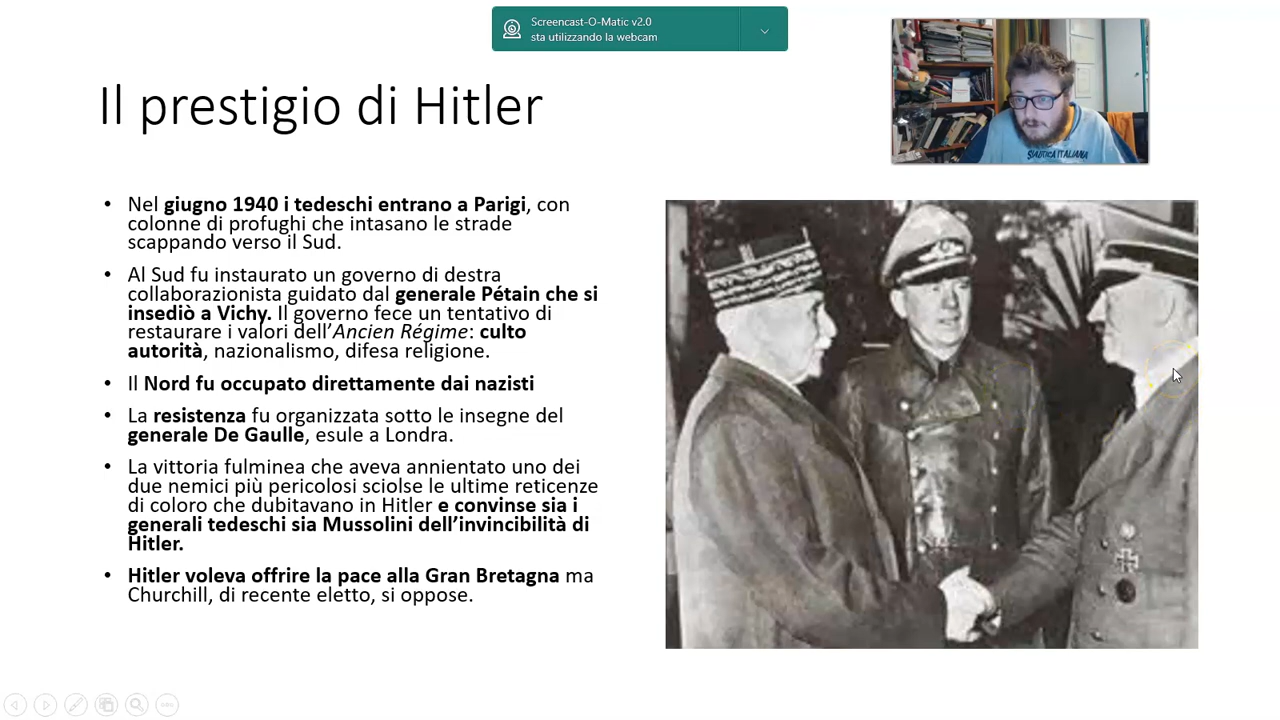 Screencast-O-Matic v2.0
sta utilizzando la webcam
Il prestigio di Hitler
• Nel giugno 1940 i tedeschi entrano a Parigi, con
colonne di profughi che intasano le strade
scappando verso il Sud.
• Al Sud fu instaurato un governo di destra
collaborazionista guidato dal generale Pétain che si
insediò a Vichy. Il governo fece un tentativo di
restaurare i valori dell’Ancien Régime: culto
autorità, nazionalismo, difesa religione.
• Il Nord fu occupato direttamente dai nazisti
• La resistenza fu organizzata sotto le insegne del
generale De Gaulle, esule a Londra.
• La vittoria fulminea che aveva annientato uno dei
due nemici più pericolosi sciolse le ultime reticenze
di coloro che dubitavano in Hitler e convinse sia i
generali tedeschi sia Mussolini dell’invincibilità di
Hitler.
• Hitler voleva offrire la pace alla Gran Bretagna ma
Churchill, di recente eletto, si oppose.